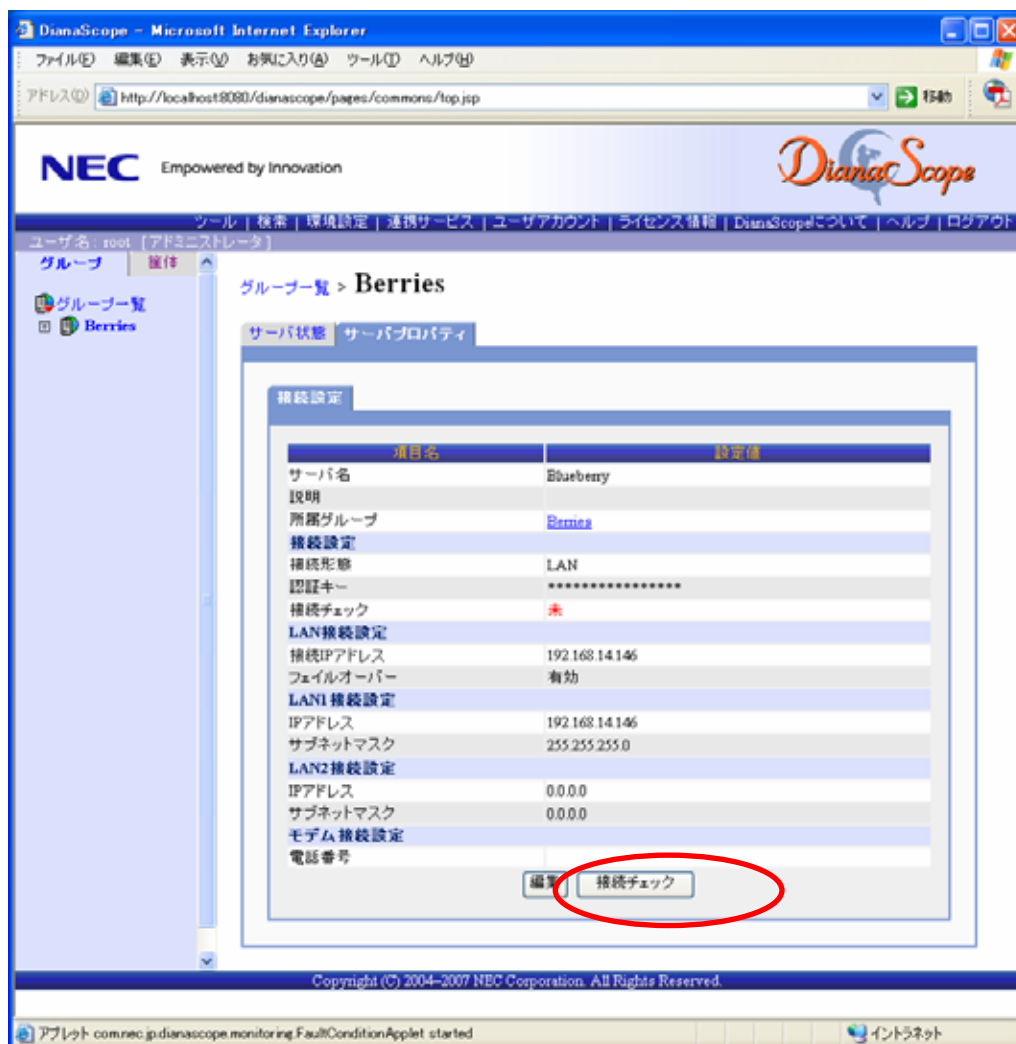 DianaScope - Microsoft Internet Explorer
ファイル(F) 編集(E) 表示(V) お気に入り(A) ツール(T) ヘルプ(H)
アドレス(D) http://localhost:8080/dianascope/pages/commons/top.jsp 移動
NEC Empowered by Innovation DianaScope
ツール | 検索 | 環境設定 | 連携サービス | ユーザアカウント | ライセンス情報 | DianaScopeについて | ヘルプ | ログアウト
ユーザ名 : root [アドミニストレータ]
グループ 筐体
グループ一覧
Berries
グループ一覧 > Berries
サーバ状態 サーバプロパティ
接続設定
項目名 設定値
サーバ名 Blueberry
説明
所属グループ Berries
接続設定
接続形態 LAN
認証キー ****************
接続チェック 未
LAN接続設定
接続IPアドレス 192.168.14.146
フェイルオーバー 有効
LAN1接続設定
IPアドレス 192.168.14.146
サブネットマスク 255.255.255.0
LAN2接続設定
IPアドレス 0.0.0.0
サブネットマスク 0.0.0.0
モデム接続設定
電話番号
編集 接続チェック
Copyright (C) 2004-2007 NEC Corporation. All Rights Reserved.
アプレット com.nec.jp.dianascope.monitoring.FaultConditionApplet started イントラネット